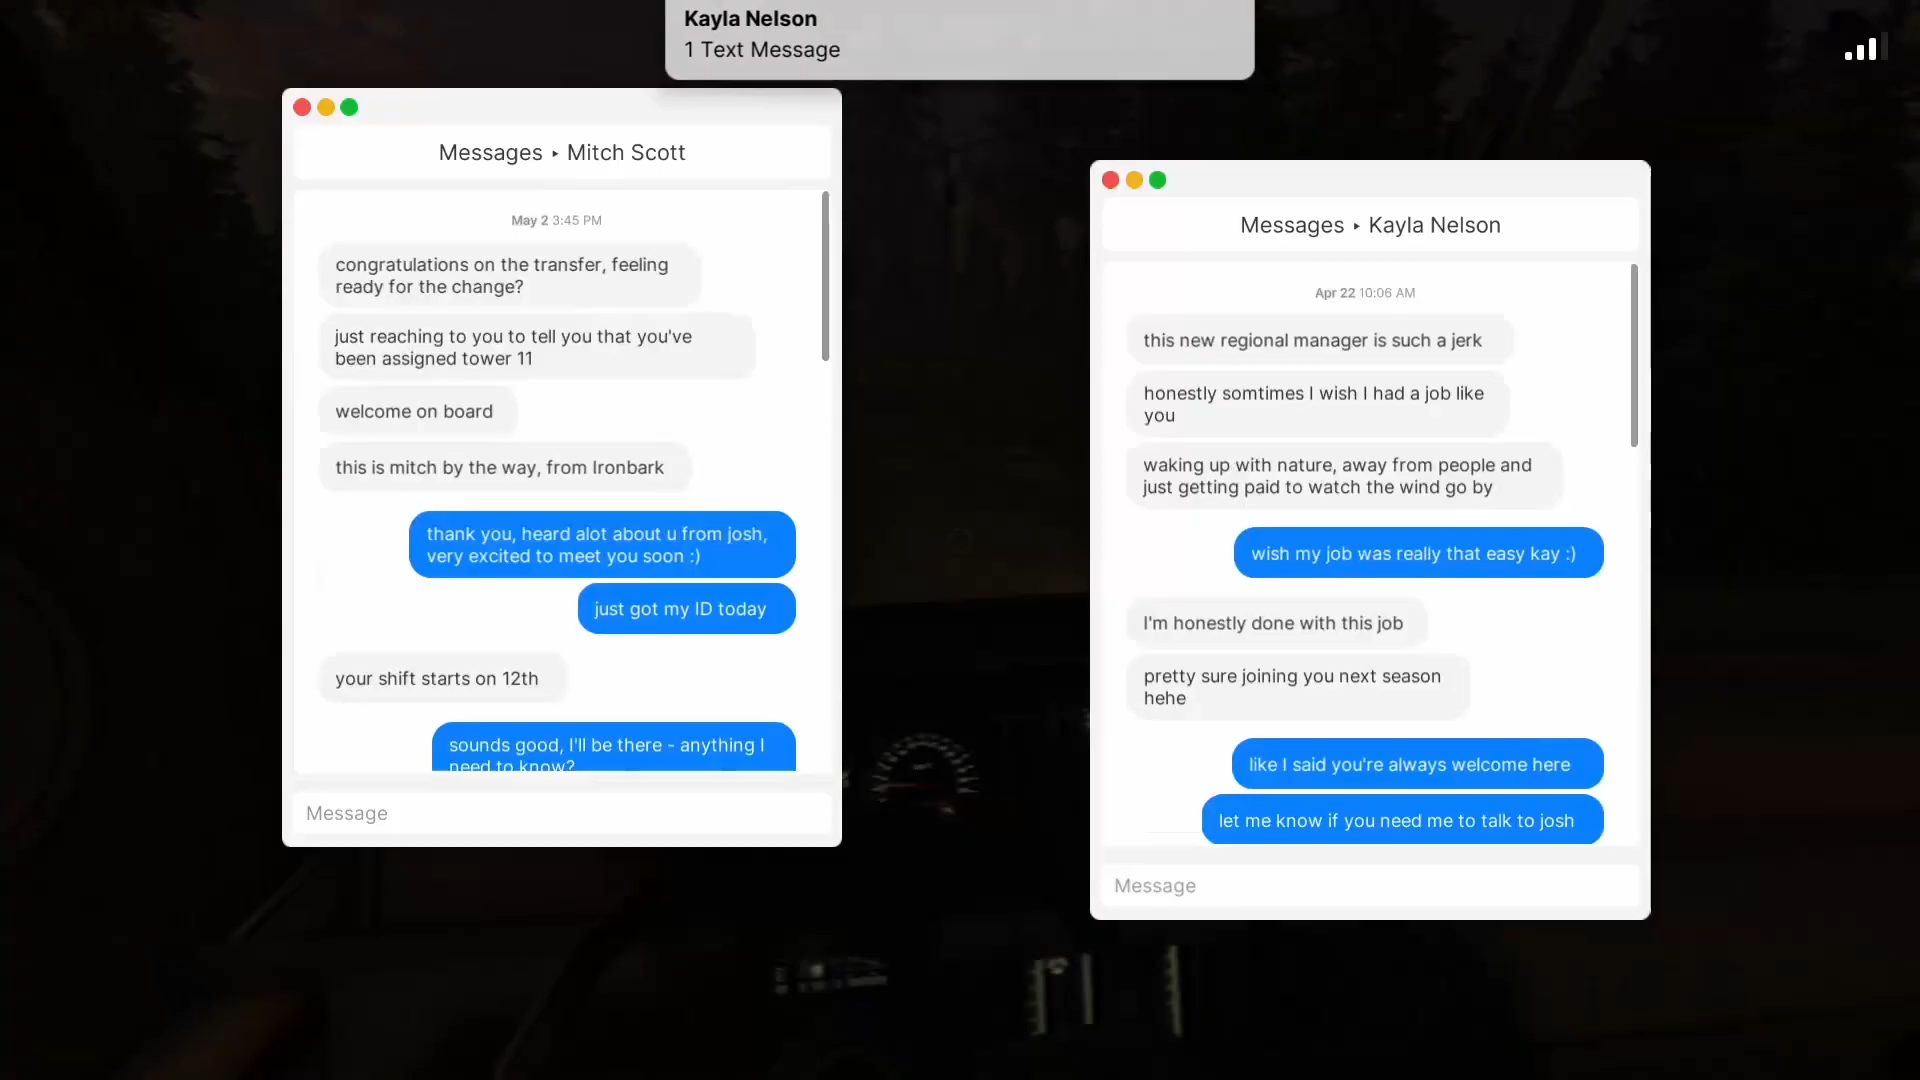 Kayla Nelson
1 Text Message
Messages ‣ Mitch Scott
May 2 3:45 PM
congratulations on the transfer, feeling
ready for the change?
just reaching to you to tell you that you've
been assigned tower 11
welcome on board
this is mitch by the way, from Ironbark
thank you, heard alot about u from josh,
very excited to meet you soon :)
just got my ID today
your shift starts on 12th
sounds good, I'll be there - anything I
need to know?
Message
Messages ‣ Kayla Nelson
Apr 22 10:06 AM
this new regional manager is such a jerk
honestly somtimes I wish I had a job like
you
waking up with nature, away from people and
just getting paid to watch the wind go by
wish my job was really that easy kay :)
I'm honestly done with this job
pretty sure joining you next season
hehe
like I said you're always welcome here
let me know if you need me to talk to josh
Message